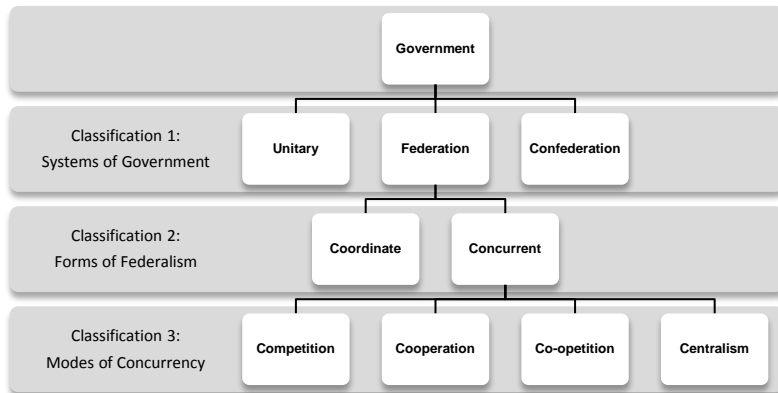 Government
Classification 1:
Systems of Government
Unitary
Federation
Confederation
Classification 2:
Forms of Federalism
Coordinate
Concurrent
Classification 3:
Modes of Concurrency
Competition
Cooperation
Co-opetition
Centralism